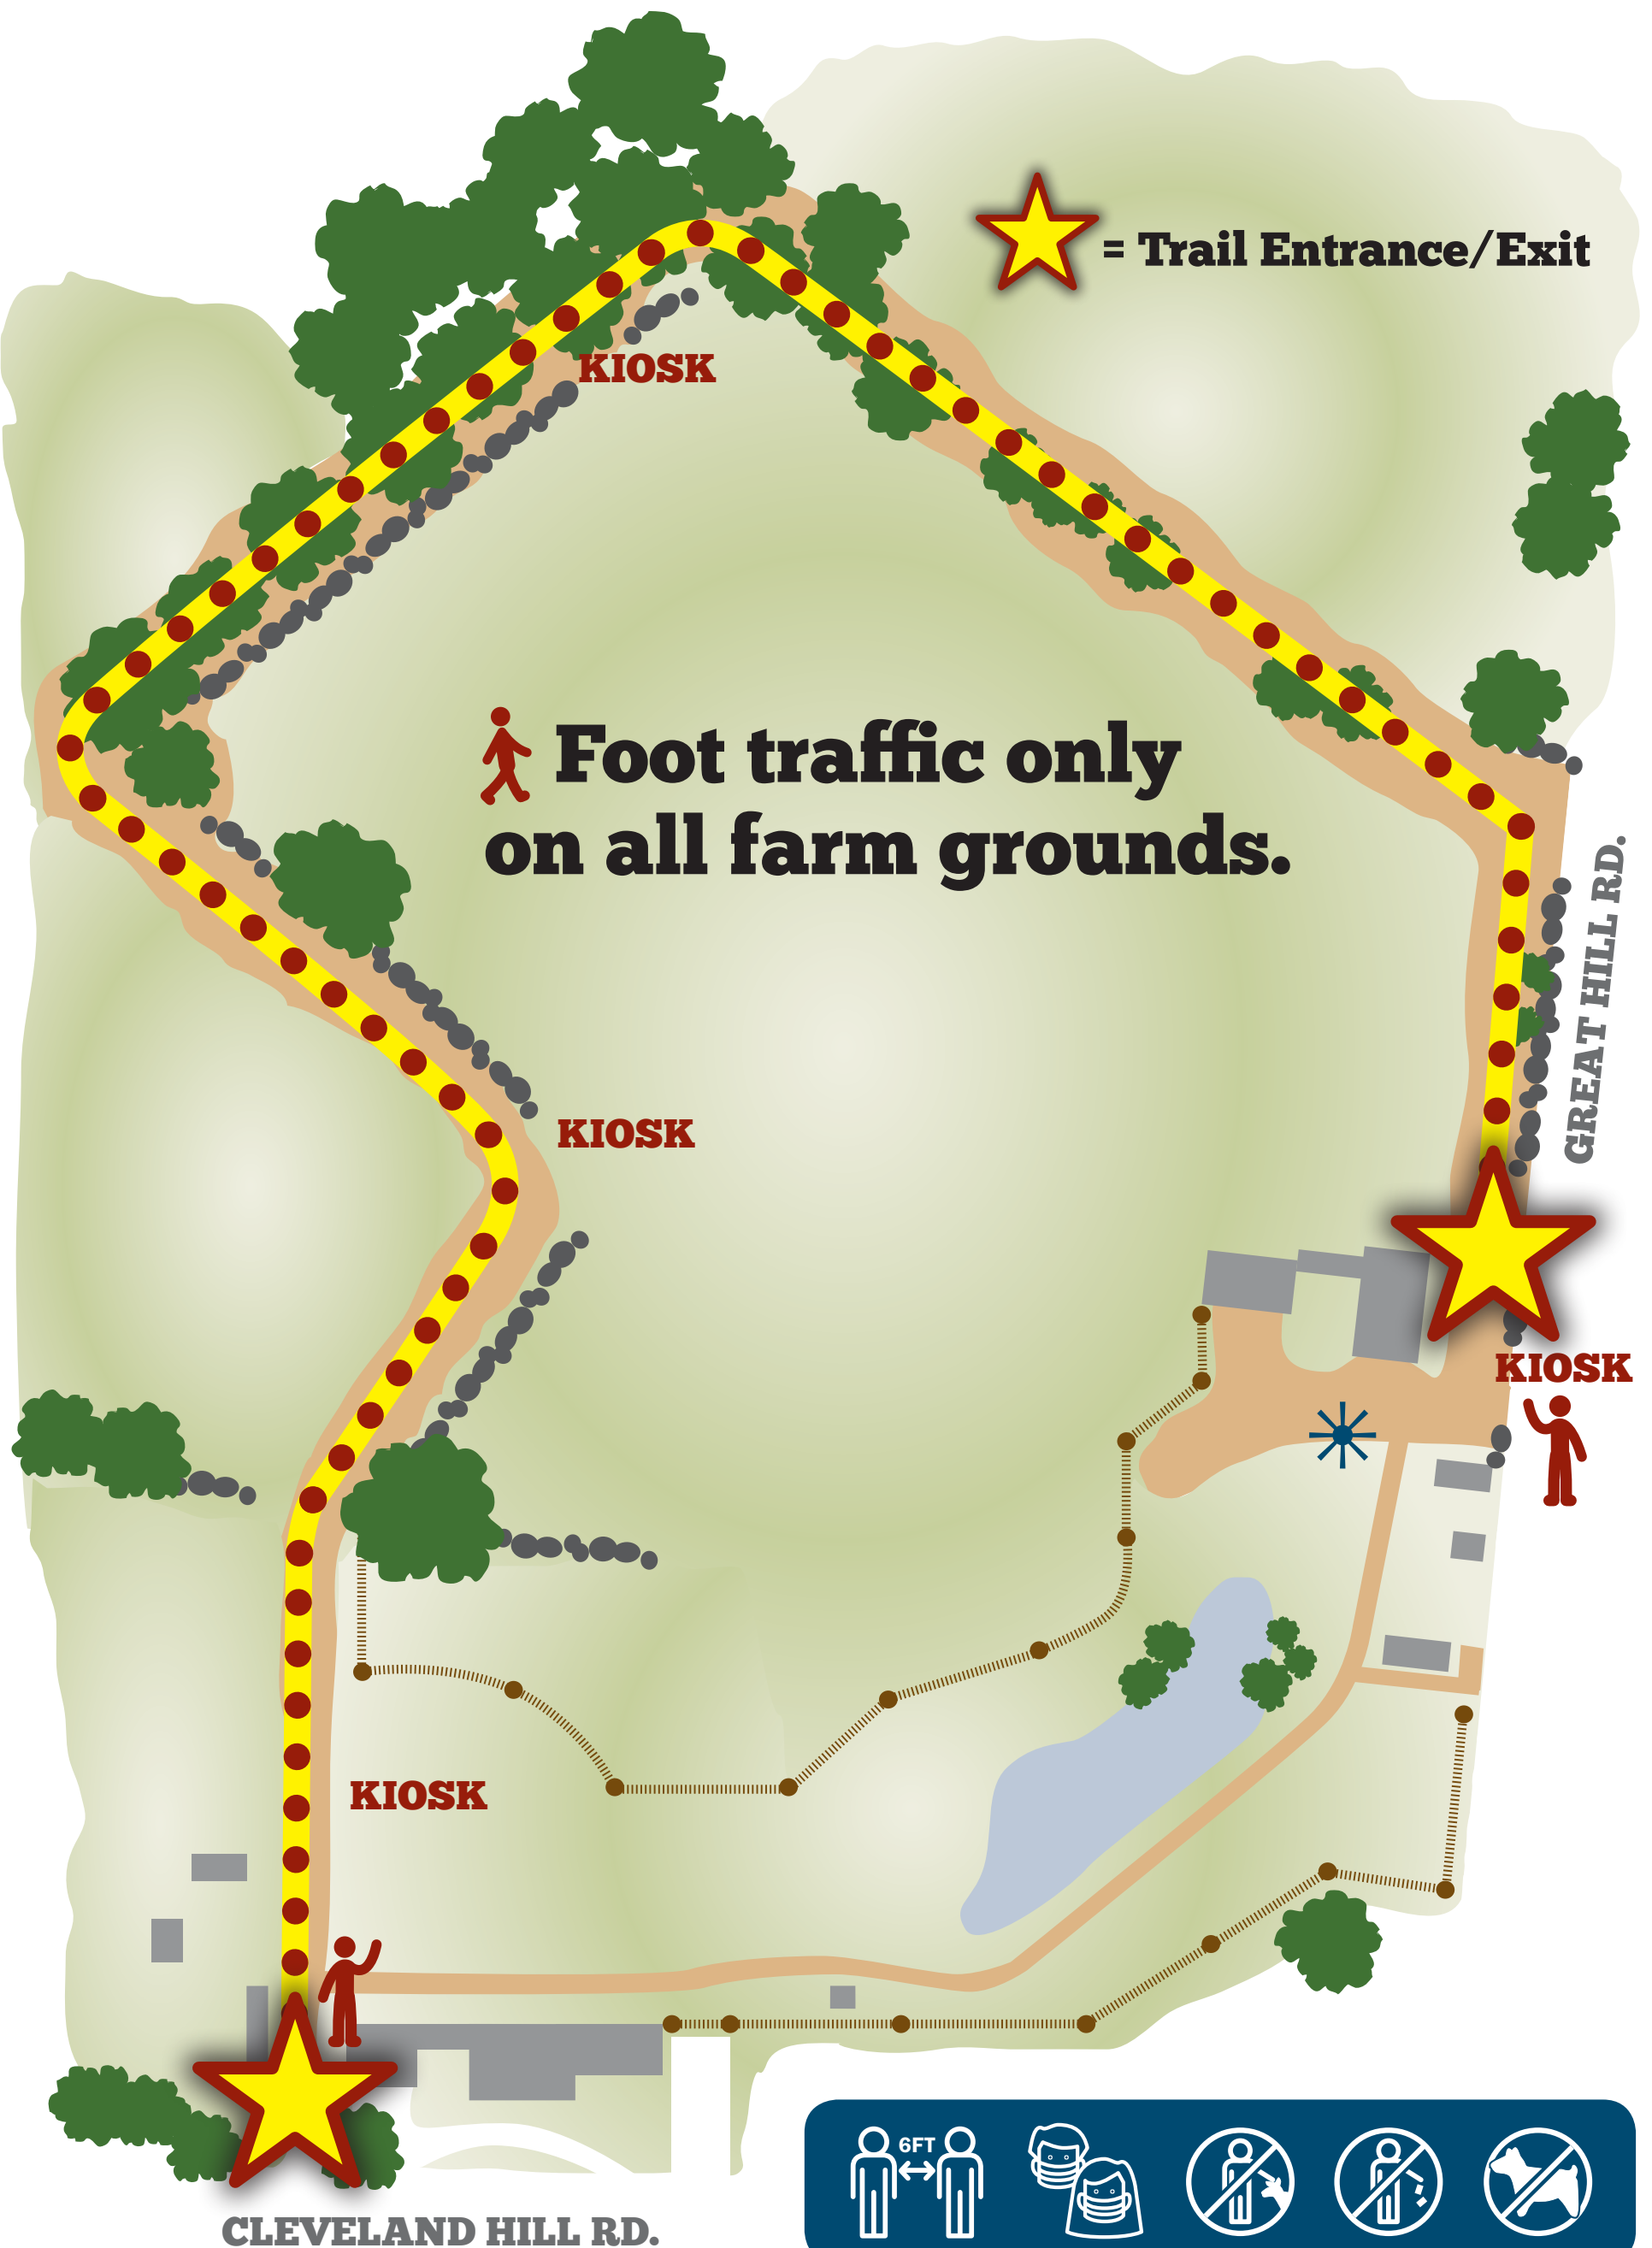 = Trail Entrance/Exit
KIOSK
Foot traffic only
on all farm grounds.
GREAT HILL RD.
KIOSK
KIOSK
KIOSK
6FT
CLEVELAND HILL RD.